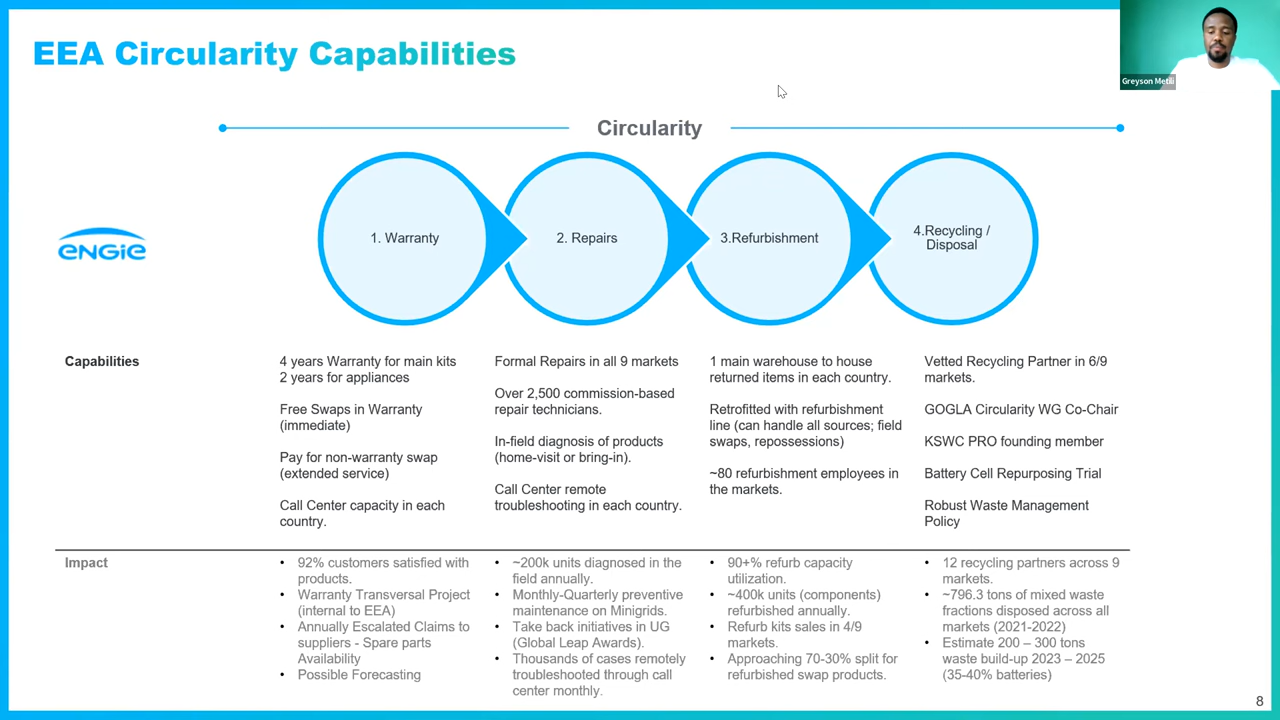 EEA Circularity Capabilities
Greyson Metili
Circularity
ENGIE
1. Warranty
2. Repairs
3.Refurbishment
4.Recycling /
Disposal
Capabilities
4 years Warranty for main kits
2 years for appliances
Free Swaps in Warranty
(immediate)
Pay for non-warranty swap
(extended service)
Call Center capacity in each
country.
Formal Repairs in all 9 markets
Over 2,500 commission-based
repair technicians.
In-field diagnosis of products
(home-visit or bring-in).
Call Center remote
troubleshooting in each country.
1 main warehouse to house
returned items in each country.
Retrofitted with refurbishment
line (can handle all sources; field
swaps, repossessions)
~80 refurbishment employees in
the markets.
Vetted Recycling Partner in 6/9
markets.
GOGLA Circularity WG Co-Chair
KSWC PRO founding member
Battery Cell Repurposing Trial
Robust Waste Management
Policy
Impact
• 92% customers satisfied with
products.
• Warranty Transversal Project
(internal to EEA)
• Annually Escalated Claims to
suppliers - Spare parts
Availability
• Possible Forecasting
• ~200k units diagnosed in the
field annually.
• Monthly-Quarterly preventive
maintenance on Minigrids.
• Take back initiatives in UG
(Global Leap Awards).
• Thousands of cases remotely
troubleshooted through call
center monthly.
• 90+% refurb capacity
utilization.
• ~400k units (components)
refurbished annually.
• Refurb kits sales in 4/9
markets.
• Approaching 70-30% split for
refurbished swap products.
• 12 recycling partners across 9
markets.
• ~796.3 tons of mixed waste
fractions disposed across all
markets (2021-2022)
• Estimate 200 – 300 tons
waste build-up 2023 – 2025
(35-40% batteries)
8